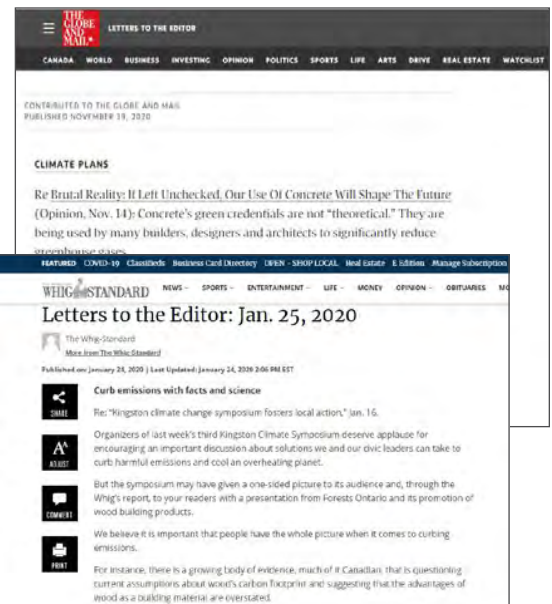 THE
GLOBE
AND
MAIL*
LETTERS TO THE EDITOR
CANADA WORLD BUSINESS INVESTING OPINION POLITICS SPORTS LIFE ARTS DRIVE REAL ESTATE WATCHLIST
CONTRIBUTED TO THE GLOBE AND MAIL
PUBLISHED NOVEMBER 19, 2020
CLIMATE PLANS
Re Brutal Reality: If Left Unchecked, Our Use Of Concrete Will Shape The Future
(Opinion, Nov. 14): Concrete's green credentials are not "theoretical." They are
being used by many builders, designers and architects to significantly reduce
greenhouse gases
FEATURED COVID-19 Classifieds Business Card Directory OPEN - SHOP LOCAL Real Estate E Edition Manage Subscription
WHIG STANDARD NEWS SPORTS ENTERTAINMENT LIFE MONEY OPINION OBITUARIES
Letters to the Editor: Jan. 25, 2020
The Whig-Standard
More from The Whig-Standard
Published on: January 24, 2020 | Last Updated: January 24, 2020 2:06 PM EST
SHARE
Curb emissions with facts and science
Re: "Kingston climate change symposium fosters local action," Jan. 16.
A^
ADJUST
Organizers of last week's third Kingston Climate Symposium deserve applause for
encouraging an important discussion about solutions we and our civic leaders can take to
curb harmful emissions and cool an overheating planet.
COMMENT
But the symposium may have given a one-sided picture to its audience and, through the
Whig's report, to your readers with a presentation from Forests Ontario and its promotion of
wood building products.
PRINT
We believe it is important that people have the whole picture when it comes to curbing
emissions.
For instance, there is a growing body of evidence, much of it Canadian, that is questioning
current assumptions about wood's carbon footprint and suggesting that the advantages of
wood as a building material are overstated.